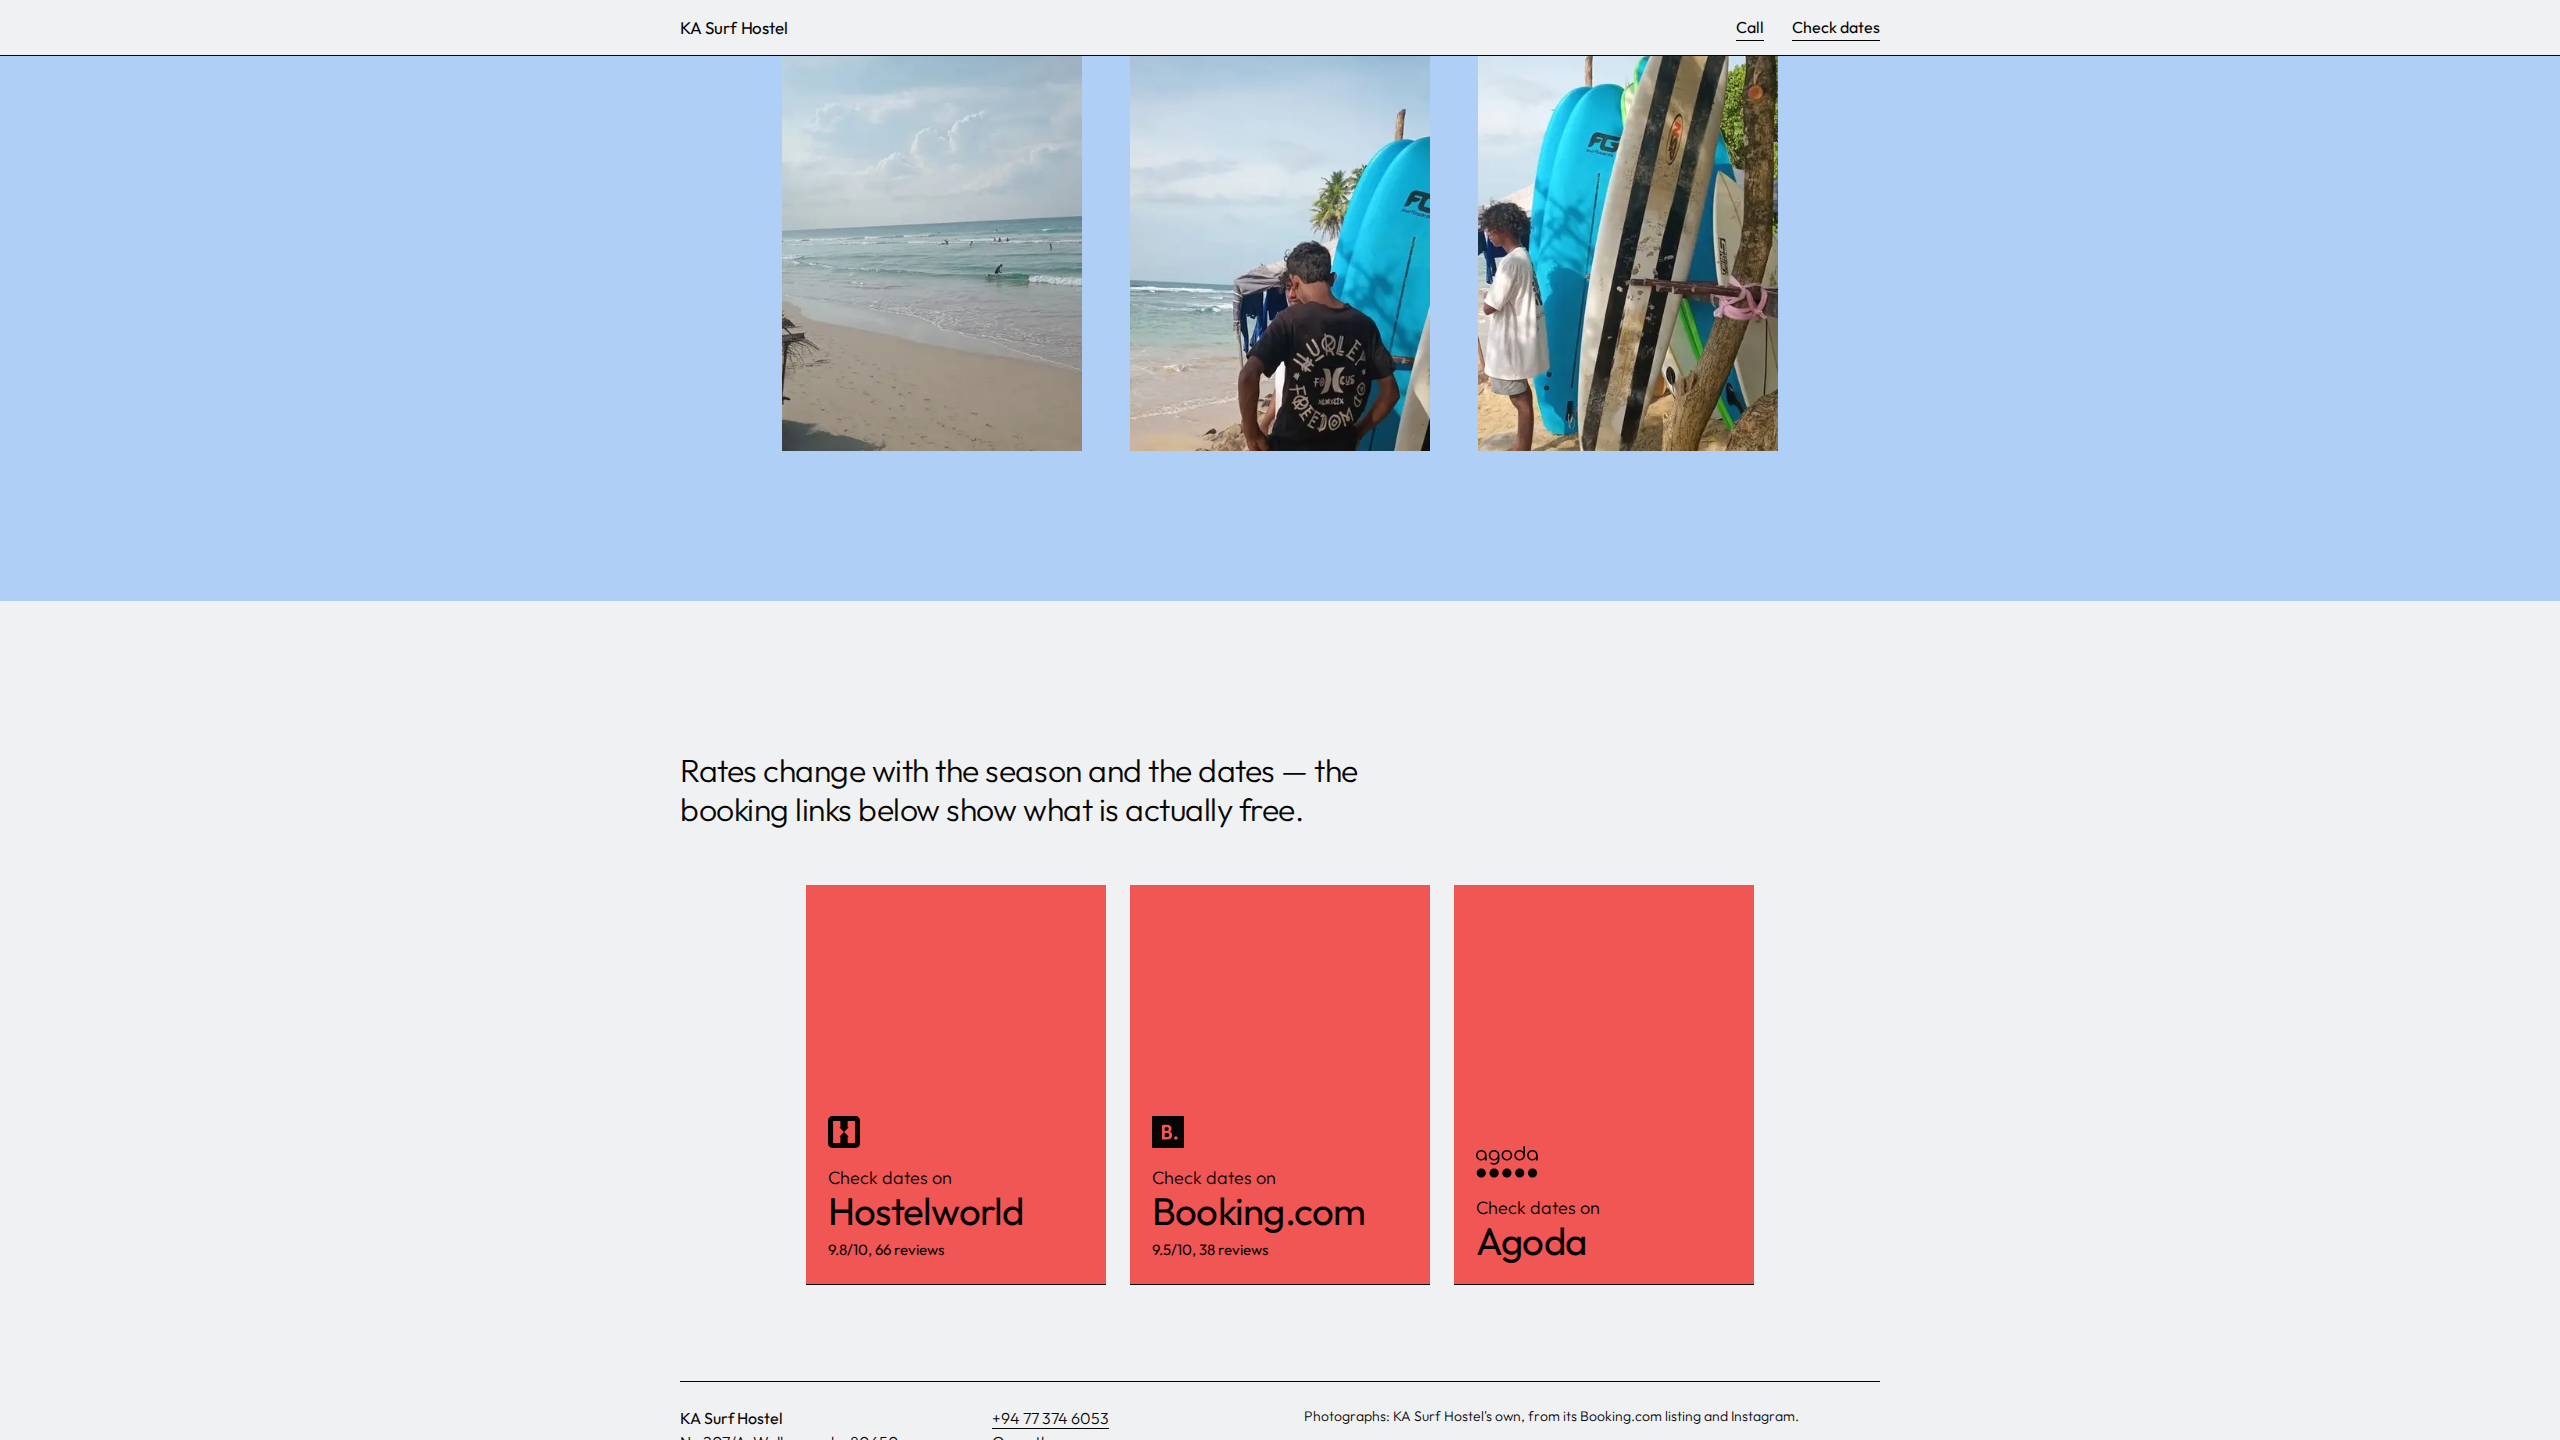 KA Surf Hostel
Call
Check dates
HURLEY
FREEDOM
Rates change with the season and the dates — the
booking links below show what is actually free.
B.
agoda
Check dates on
Hostelworld
9.8/10, 66 reviews
Check dates on
Booking.com
9.5/10, 38 reviews
Check dates on
Agoda
KA Surf Hostel
+94 77 374 6053
Photographs: KA Surf Hostel's own, from its Booking.com listing and Instagram.